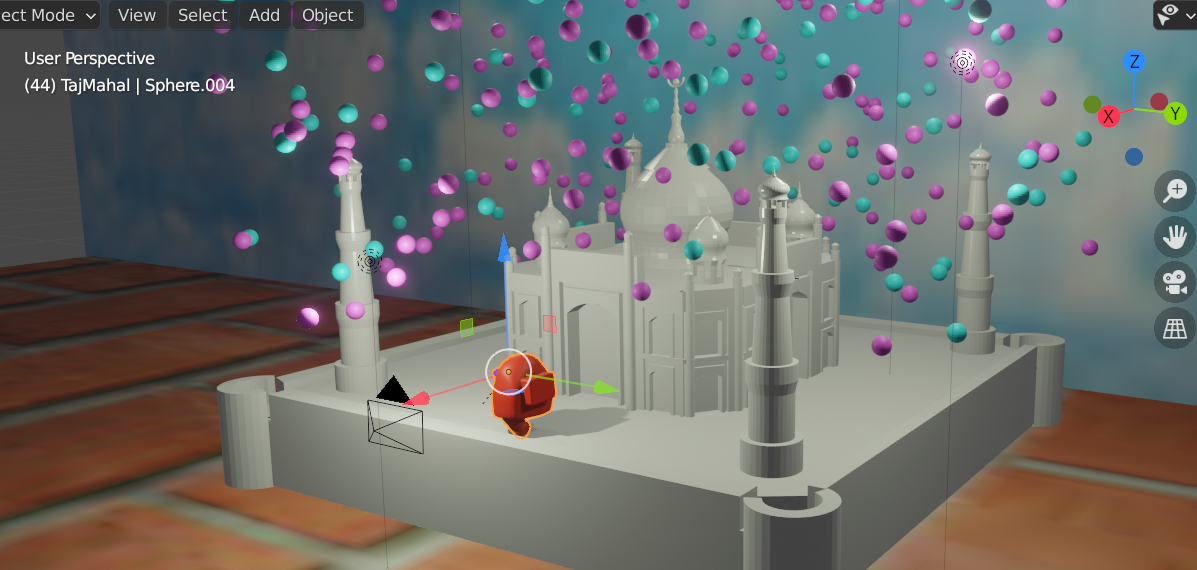 ect Mode View Select Add Object
User Perspective
(44) TajMahal | Sphere.004
Z
X Y